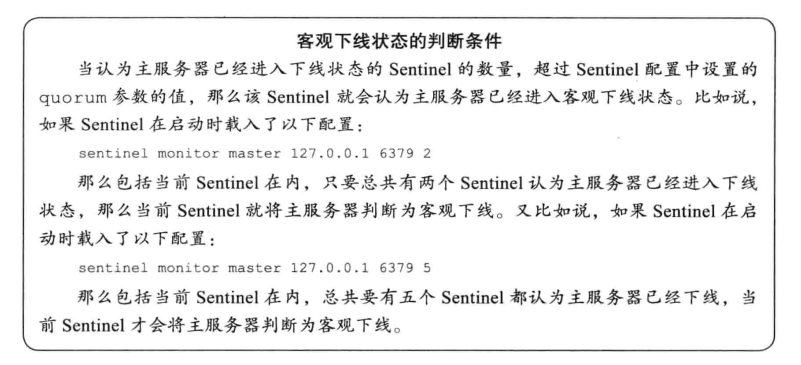 客观下线状态的判断条件
当认为主服务器已经进入下线状态的 Sentinel 的数量，超过 Sentinel 配置中设置的
quorum 参数的值，那么该 Sentinel 就会认为主服务器已经进入客观下线状态。比如说，
如果 Sentinel 在启动时载入了以下配置：
sentinel monitor master 127.0.0.1 6379 2
那么包括当前 Sentinel 在内，只要总共有两个 Sentinel 认为主服务器已经进入下线
状态，那么当前 Sentinel 就将主服务器判断为客观下线。又比如说，如果 Sentinel 在启
动时载入了以下配置：
sentinel monitor master 127.0.0.1 6379 5
那么包括当前 Sentinel 在内，总共要有五个 Sentinel 都认为主服务器已经下线，当
前 Sentinel 才会将主服务器判断为客观下线。